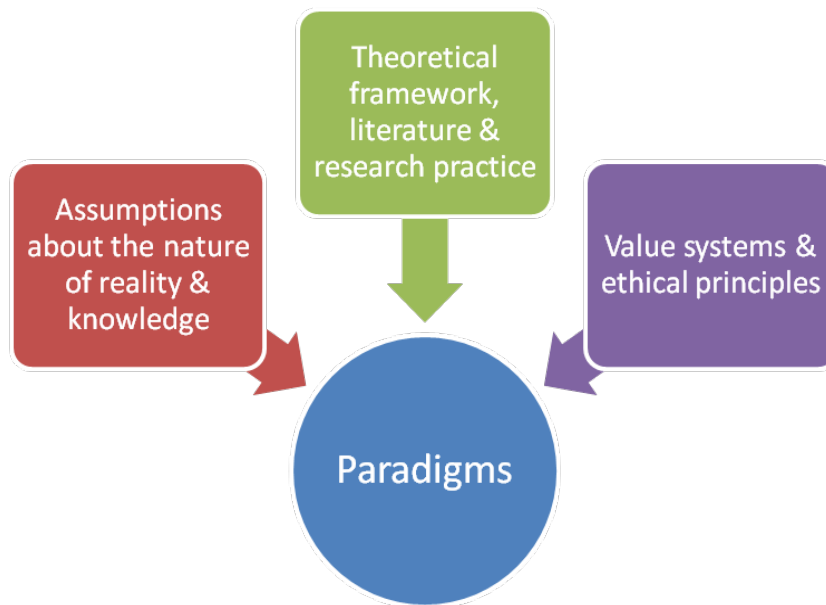 Theoretical
framework,
literature &
research practice
Assumptions
about the nature
of reality &
knowledge
Value systems &
ethical principles
Paradigms